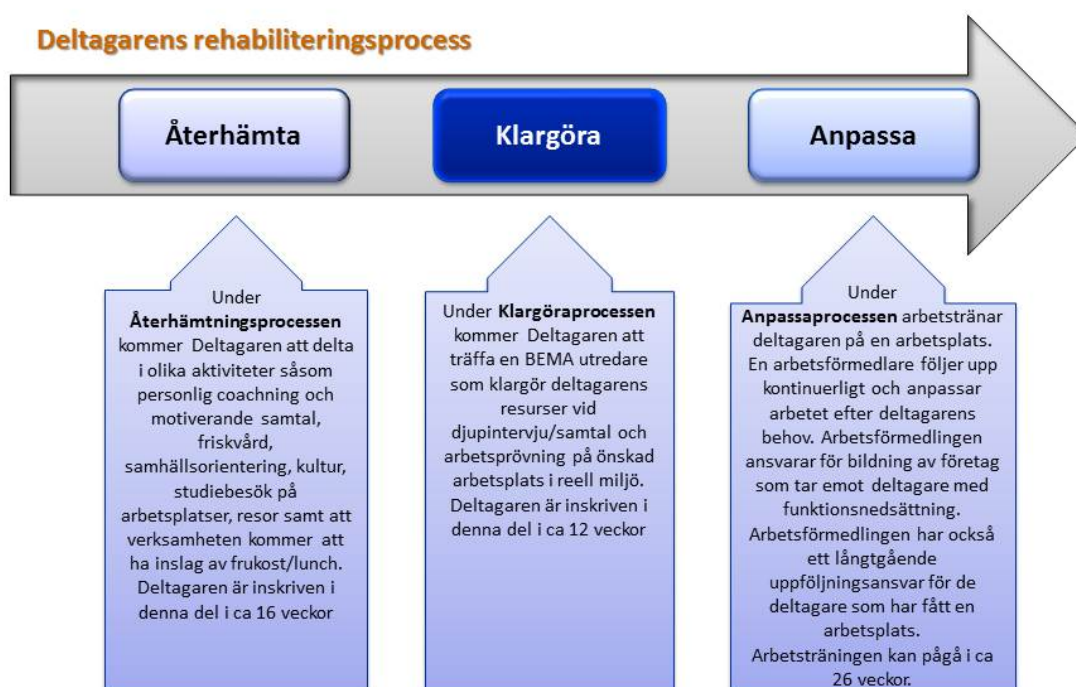 Deltagarens rehabiliteringsprocess
Återhämta
Klargöra
Anpassa
Under
Återhämtningsprocessen
kommer Deltagaren att delta
i olika aktiviteter såsom
personlig coachning och
motiverande samtal,
friskvård,
samhällsorientering, kultur,
studiebesök på
arbetsplatser, resor samt att
verksamheten kommer att
ha inslag av frukost/lunch.
Deltagaren är inskriven i
denna del i ca 16 veckor
Under Klargöraprocessen
kommer Deltagaren att
träffa en BEMA utredare
som klargör deltagarens
resurser vid
djupintervju/samtal och
arbetsprövning på önskad
arbetsplats i reell miljö.
Deltagaren är inskriven i
denna del i ca 12 veckor
Under
Anpassaprocessen arbetstränar
deltagaren på en arbetsplats.
En arbetsförmedlare följer upp
kontinuerligt och anpassar
arbetet efter deltagarens
behov. Arbetsförmedlingen
ansvarar för bildning av företag
som tar emot deltagare med
funktionsnedsättning.
Arbetsförmedlingen har också
ett långtgående
uppföljningsansvar för de
deltagare som har fått en
arbetsplats.
Arbetsträningen kan pågå i ca
26 veckor.